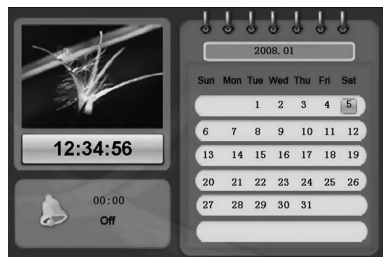 12:34:56
00:00
Off
2008. 01
Sun Mon Tue Wed Thu Fri Sat
1 2 3 4 5
6 7 8 9 10 11 12
13 14 15 16 17 18 19
20 21 22 23 24 25 26
27 28 29 30 31